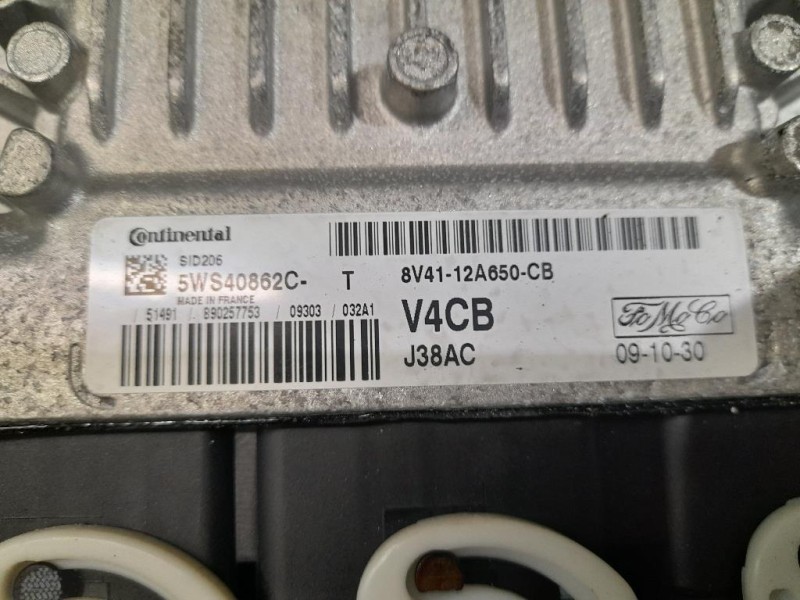 Continental
SID206
5WS40862C- T
MADE IN FRANCE
51491 / B90257753 / 09303 / 032A1
8V41-12A650-CB
V4CB
FoMoCo
J38AC
09-10-30